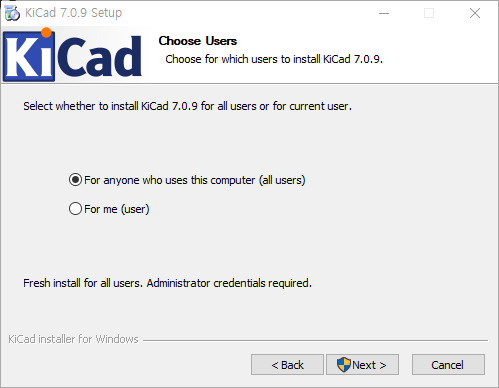 KiCad 7.0.9 Setup
KiCad
Choose Users
Choose for which users to install KiCad 7.0.9.
Select whether to install KiCad 7.0.9 for all users or for current user.
For anyone who uses this computer (all users)
For me (user)
Fresh install for all users. Administrator credentials required.
KiCad installer for Windows
< Back
Next >
Cancel